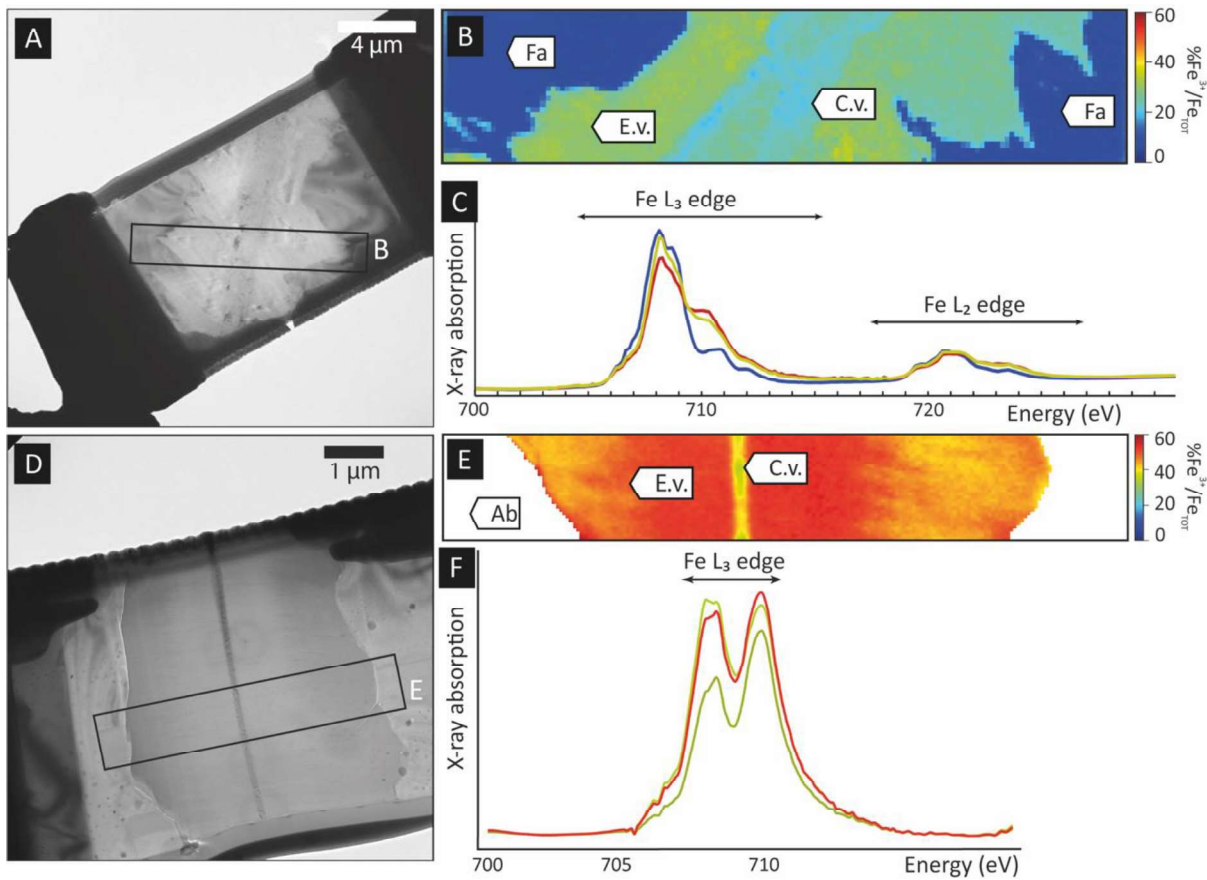 A
4 μm
B
B
Fa
E.v.
C.v.
Fa
60
40
20
0
%Fe³⁺/Fe_TOT
C
Fe L₃ edge
Fe L₂ edge
X-ray absorption
700
710
720
Energy (eV)
D
1 μm
E
E
Ab
E.v.
C.v.
60
40
20
0
%Fe³⁺/Fe_TOT
F
Fe L₃ edge
X-ray absorption
700
705
710
Energy (eV)